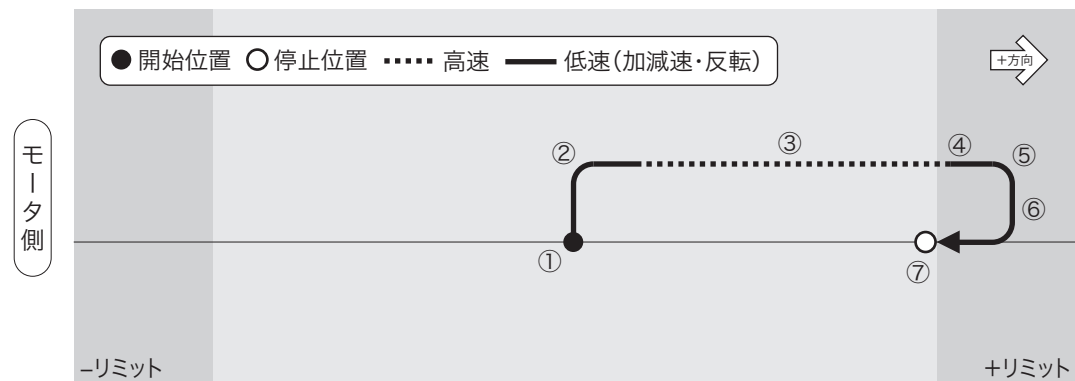 ●開始位置 ○停止位置 ・・・・・高速 ━━低速(加減速・反転)
+方向
モータ側
①
②
③
④
⑤
⑥
⑦
−リミット
+リミット